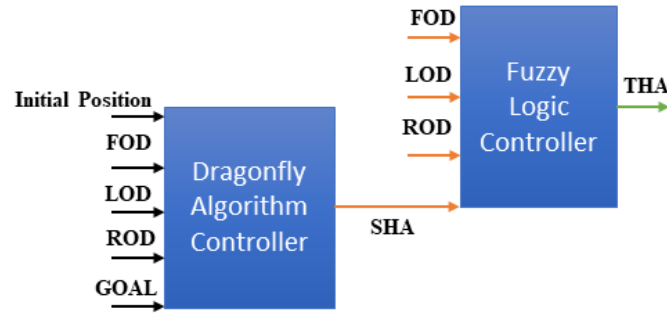 Initial Position
FOD
LOD
ROD
GOAL
Dragonfly
Algorithm
Controller
SHA
FOD
LOD
ROD
Fuzzy
Logic
Controller
THA